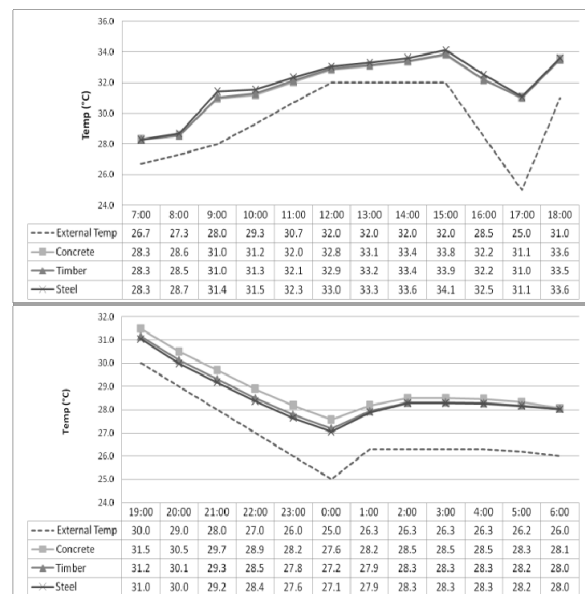 36.0
34.0
32.0
30.0
28.0
26.0
24.0
Temp (°C)
7:00 8:00 9:00 10:00 11:00 12:00 13:00 14:00 15:00 16:00 17:00 18:00
External Temp 26.7 27.3 28.0 29.3 30.7 32.0 32.0 32.0 32.0 28.5 25.0 31.0
Concrete 28.3 28.6 31.0 31.2 32.0 32.8 33.1 33.4 33.8 32.2 31.1 33.6
Timber 28.3 28.5 31.0 31.3 32.1 32.9 33.2 33.4 33.9 32.2 31.0 33.5
Steel 28.3 28.7 31.4 31.5 32.3 33.0 33.3 33.6 34.1 32.5 31.1 33.6
32.0
31.0
30.0
29.0
28.0
27.0
26.0
25.0
24.0
Temp (°C)
19:00 20:00 21:00 22:00 23:00 0:00 1:00 2:00 3:00 4:00 5:00 6:00
External Temp 30.0 29.0 28.0 27.0 26.0 25.0 26.3 26.3 26.3 26.3 26.2 26.0
Concrete 31.5 30.5 29.7 28.9 28.2 27.6 28.2 28.5 28.5 28.5 28.3 28.1
Timber 31.2 30.1 29.3 28.5 27.8 27.2 27.9 28.3 28.3 28.3 28.2 28.0
Steel 31.0 30.0 29.2 28.4 27.6 27.1 27.9 28.3 28.3 28.3 28.2 28.0